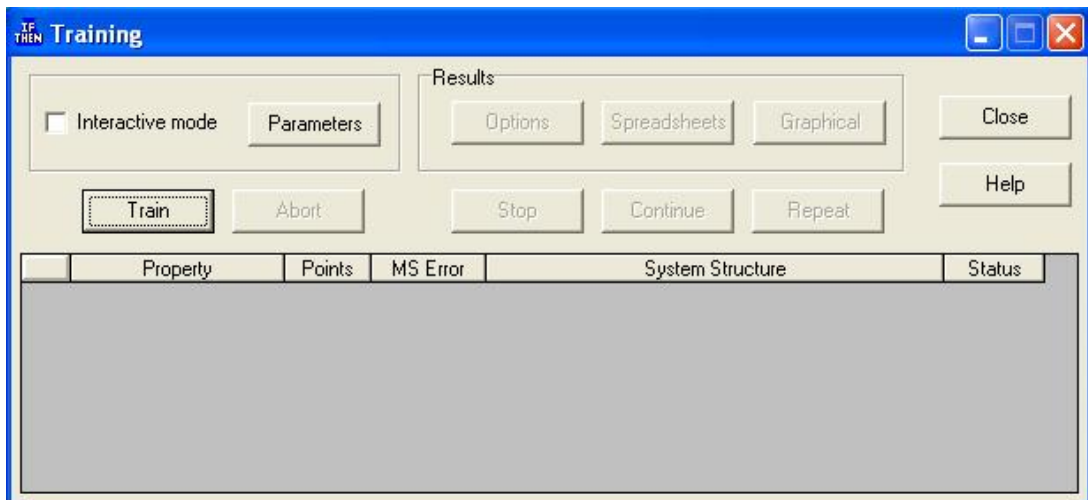 IF THEN Training
Results
Interactive mode Parameters Options Spreadsheets Graphical Close
Help
Train Abort Stop Continue Repeat
Property Points MS Error System Structure Status